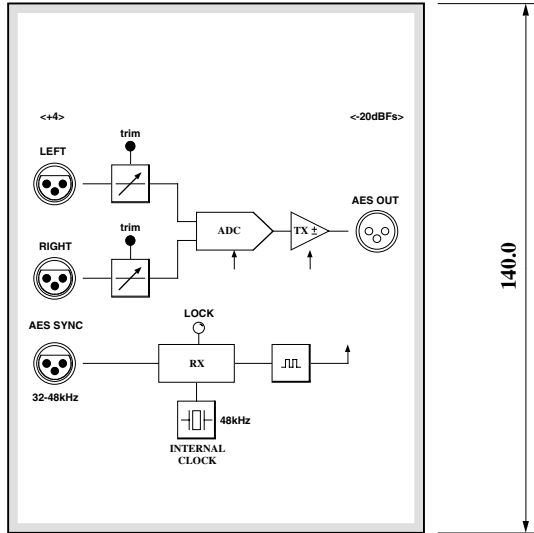 <+4>
<-20dBFs>
trim
LEFT
AES OUT
ADC
TX ±
trim
RIGHT
LOCK
AES SYNC
RX
32-48kHz
48kHz
INTERNAL
CLOCK
140.0